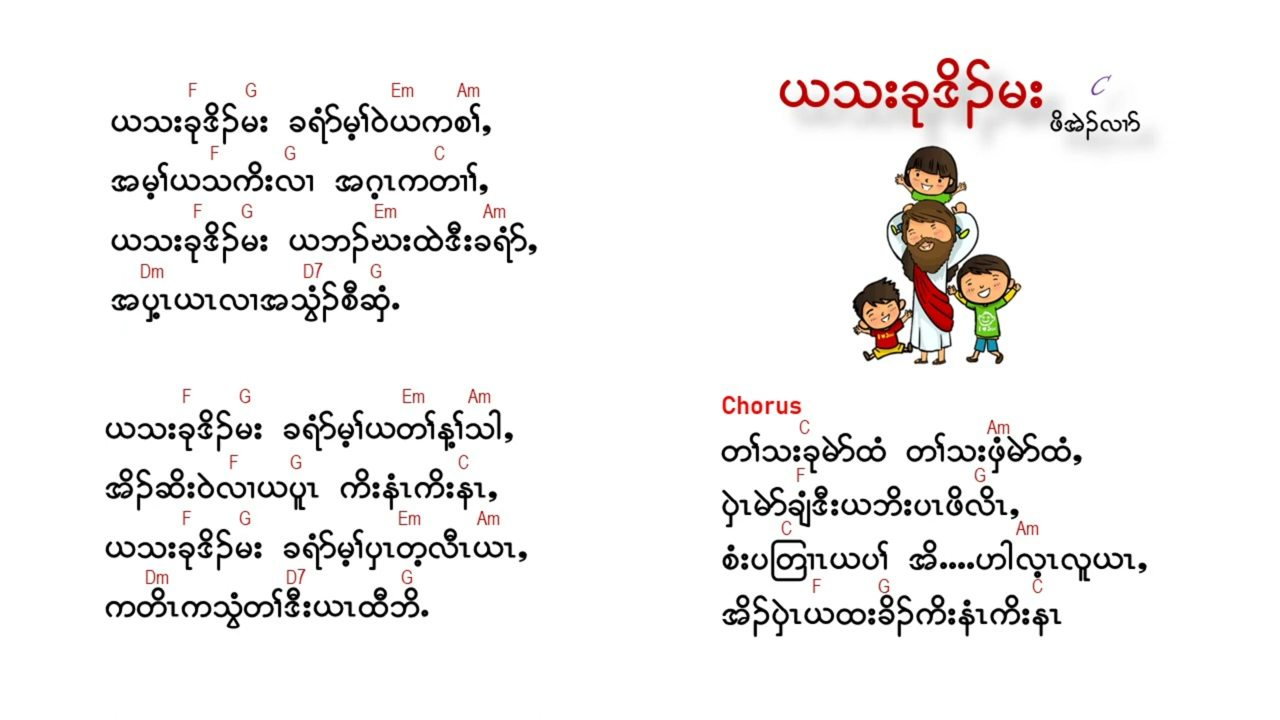 ယသးခုဒိၣ်မး
C
ဖိအဲၣ်လၢာ်
F G Em Am
ယသးခုဒိၣ်မး ခရံာ်မ့ၢ်ဝဲယကစၢ်,
F G C
အမ့ၢ်ယသကိးလၢ အဂ့ၤကတၢၢ်,
F G Em Am
ယသးခုဒိၣ်မး ယဘၣ်ဃးထဲဒီးခရံာ်,
Dm D7 G
အပှ့ၤယၤလၢအသွံၣ်စီဆှံ.
F G Em Am
ယသးခုဒိၣ်မး ခရံာ်မ့ၢ်ယတၢ်န့ၢ်သါ,
F G C
အိၣ်ဆိးဝဲလၢယပူၤ ကိးနံၤကိးနၤ,
F G Em Am
ယသးခုဒိၣ်မး ခရံာ်မ့ၢ်ပှၤတ့လီၤယၤ,
Dm D7 G
ကတိၤကသွံတၢ်ဒီးယၤထီဘိ.
Chorus
C Am
တၢ်သးခုမဲာ်ထံ တၢ်သးဖှံမဲာ်ထံ,
F G
ပှဲၤမဲာ်ချံဒီးယဘိးပၤဖိလိၤ,
C Am
စံးပတြၢၤယပၢ် အိ....ဟါလ့ၤလူယၤ,
F G C
အိၣ်ပှဲၤယထးခိၣ်ကိးနံၤကိးနၤ